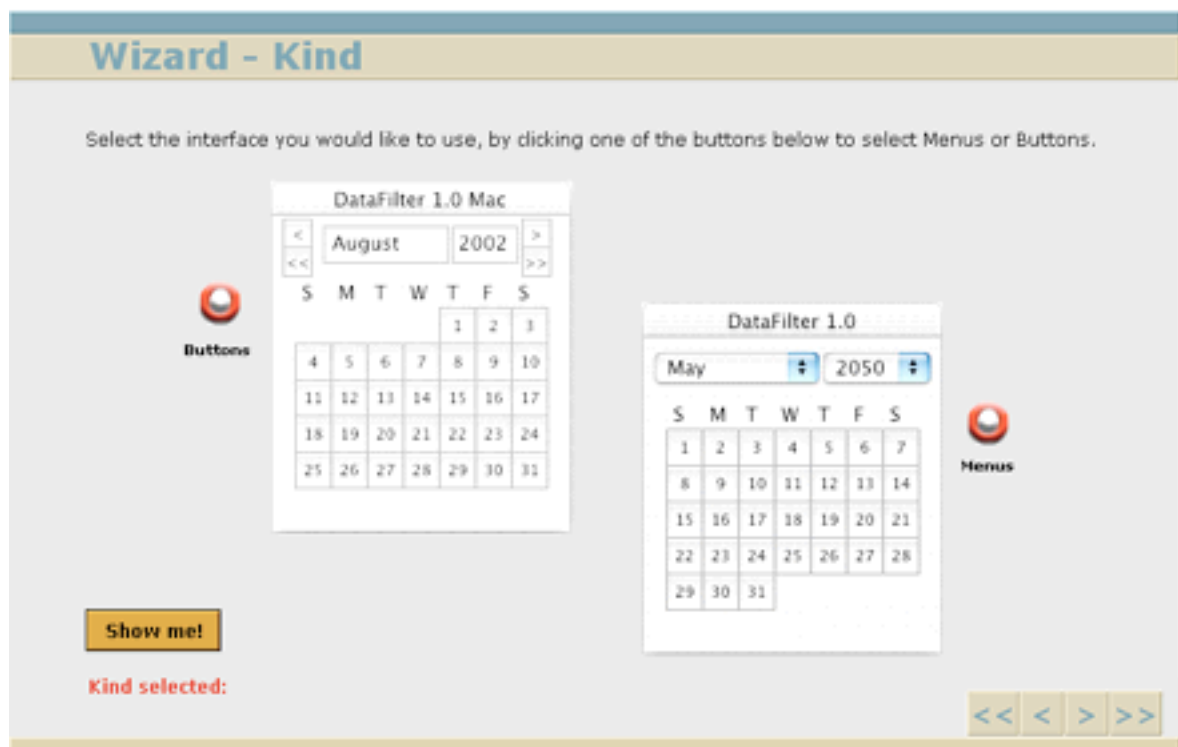 Wizard - Kind
Select the interface you would like to use, by clicking one of the buttons below to select Menus or Buttons.
DataFilter 1.0 Mac
< August 2002 >
<< >>
S M T W T F S
1 2 3
4 5 6 7 8 9 10
11 12 13 14 15 16 17
18 19 20 21 22 23 24
25 26 27 28 29 30 31
Buttons
DataFilter 1.0
May 2050
S M T W T F S
1 2 3 4 5 6 7
8 9 10 11 12 13 14
15 16 17 18 19 20 21
22 23 24 25 26 27 28
29 30 31
Menus
Show me!
Kind selected:
<< < > >>